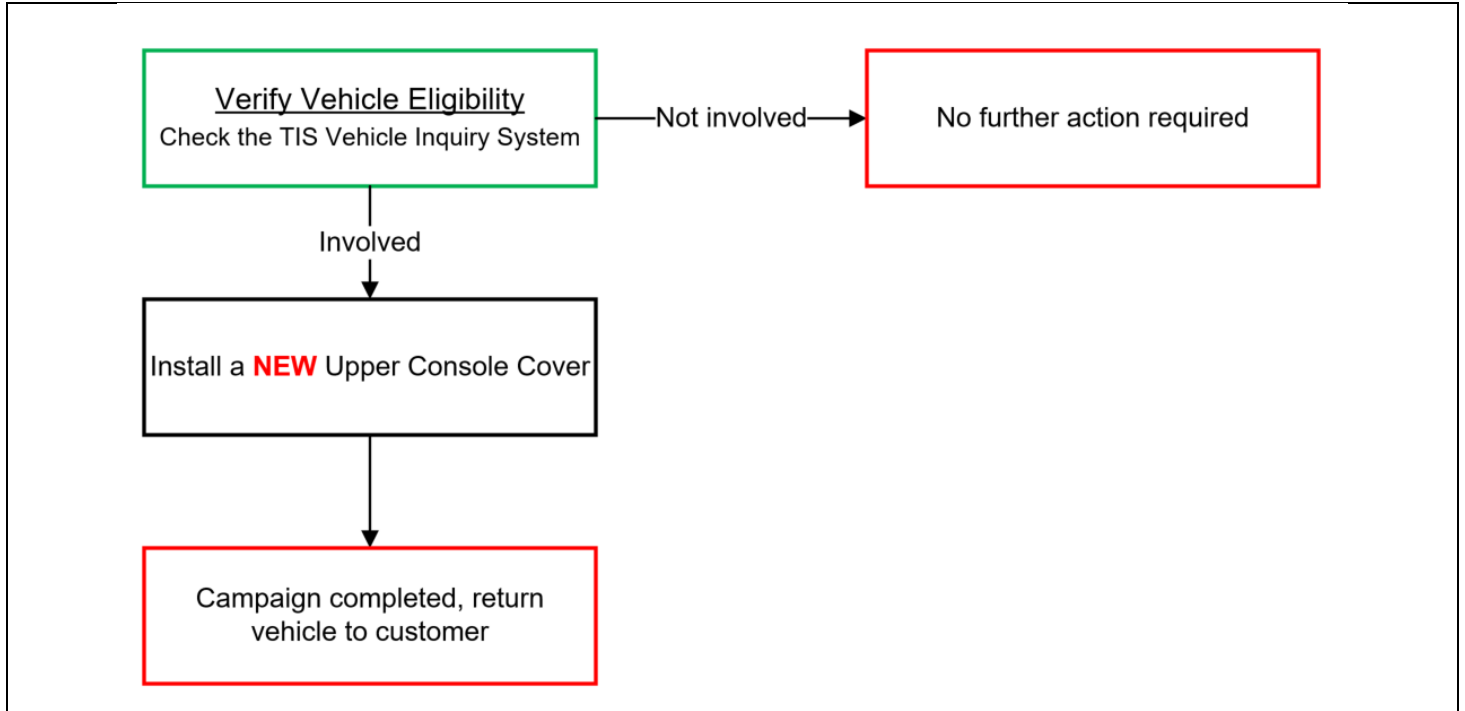 Verify Vehicle Eligibility
Check the TIS Vehicle Inquiry System
Not involved
No further action required
Involved
Install a NEW Upper Console Cover
Campaign completed, return
vehicle to customer